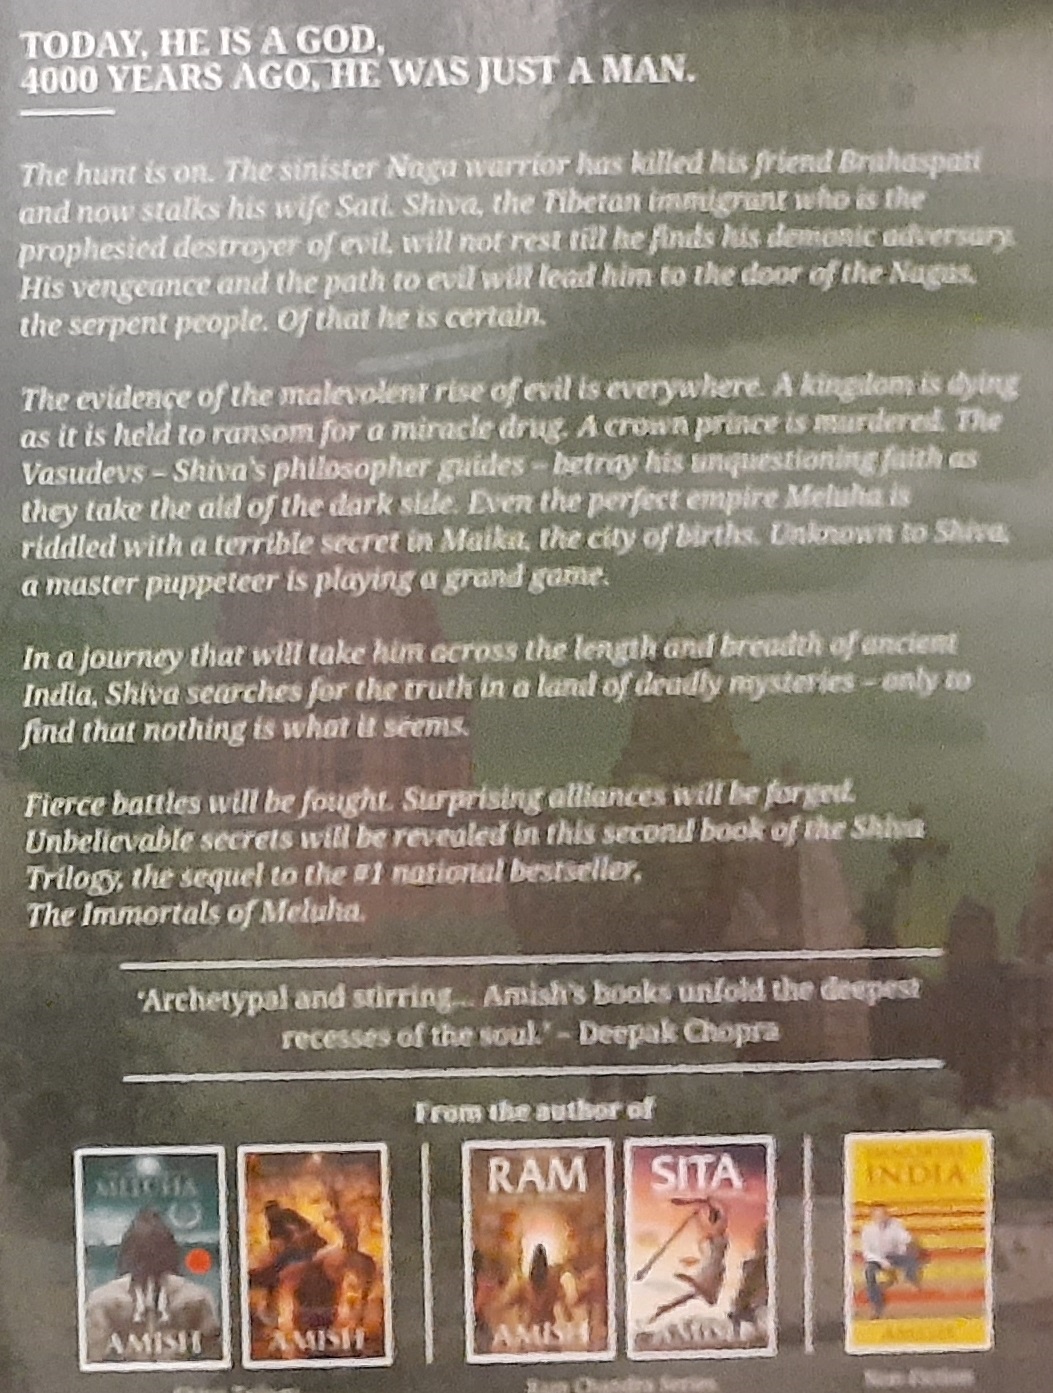 TODAY, HE IS A GOD.
4000 YEARS AGO, HE WAS JUST A MAN.
The hunt is on. The sinister Naga warrior has killed his friend Brahaspati
and now stalks his wife Sati. Shiva, the Tibetan immigrant who is the
prophesied destroyer of evil, will not rest till he finds his demonic adversary.
His vengeance and the path to evil will lead him to the door of the Nagas,
the serpent people. Of that he is certain.
The evidence of the malevolent rise of evil is everywhere. A kingdom is dying
as it is held to ransom for a miracle drug. A crown prince is murdered. The
Vasudevs – Shiva's philosopher guides – betray his unquestioning faith as
they take the aid of the dark side. Even the perfect empire Meluha is
riddled with a terrible secret in Maika, the city of births. Unknown to Shiva,
a master puppeteer is playing a grand game.
In a journey that will take him across the length and breadth of ancient
India, Shiva searches for the truth in a land of deadly mysteries – only to
find that nothing is what it seems.
Fierce battles will be fought. Surprising alliances will be forged.
Unbelievable secrets will be revealed in this second book of the Shiva
Trilogy, the sequel to the #1 national bestseller,
The Immortals of Meluha.
'Archetypal and stirring... Amish's books unfold the deepest
recesses of the soul.' – Deepak Chopra
From the author of
MELUHA
AMISH
AMISH
RAM
AMISH
SITA
AMISH
INDIA
AMISH
Ram Chandra Series
Non-Fiction